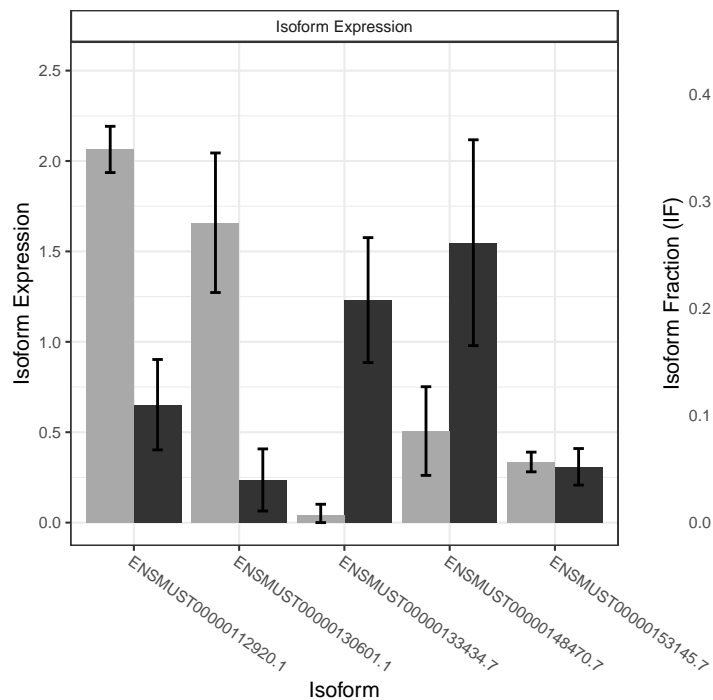 Isoform Expression
Isoform Expression
2.5
2.0
1.5
1.0
0.5
0.0
ENSMUST00000112920.1
ENSMUST00000130601.1
ENSMUST00000133434.7
ENSMUST00000148470.7
ENSMUST00000153145.7
Isoform
Isoform Fraction (IF)
0.4
0.3
0.2
0.1
0.0